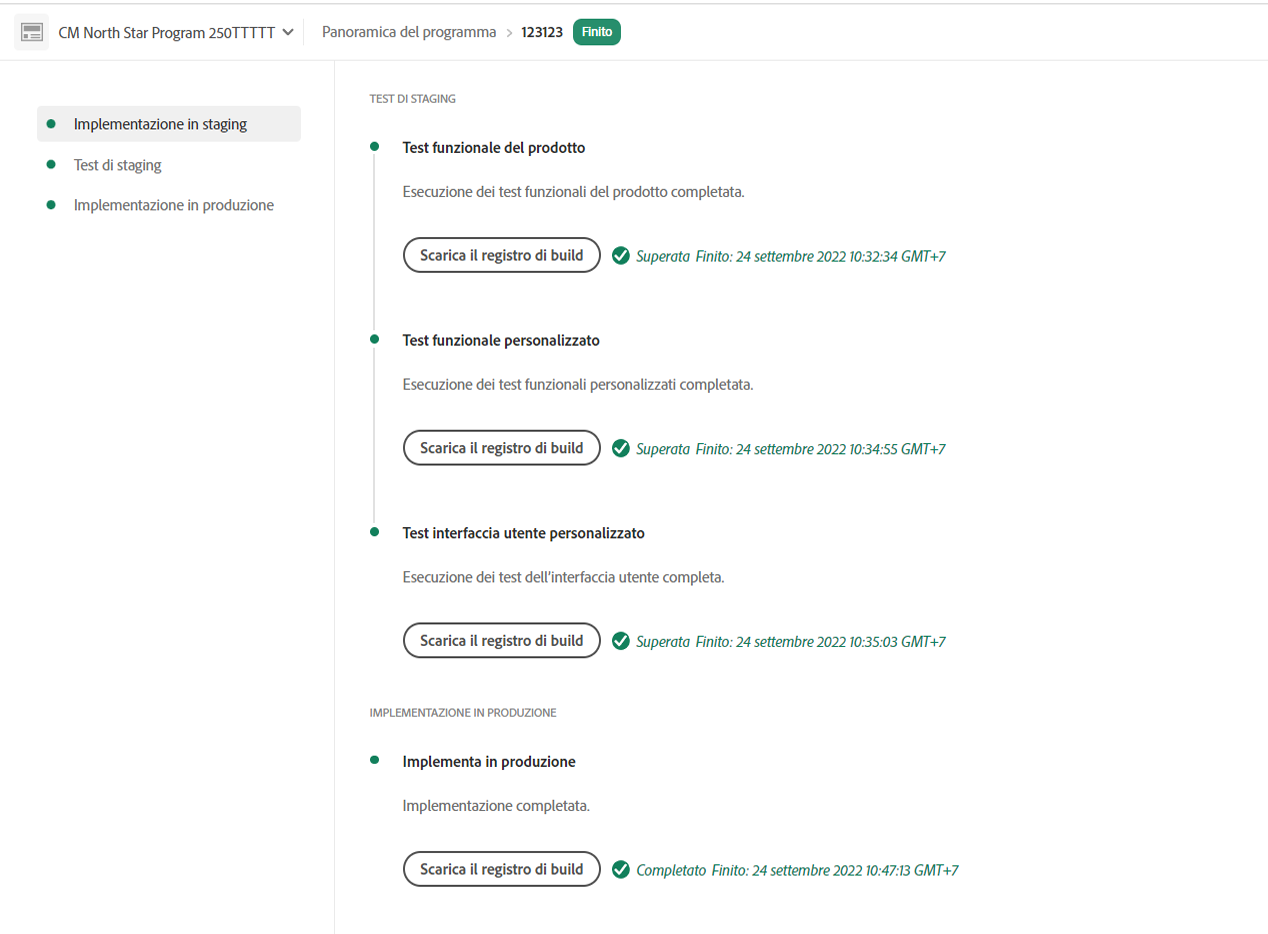 CM North Star Program 250TTTTT
Panoramica del programma > 123123 Finito
Implementazione in staging
Test di staging
Implementazione in produzione
TEST DI STAGING
Test funzionale del prodotto
Esecuzione dei test funzionali del prodotto completata.
Scarica il registro di build Superata Finito: 24 settembre 2022 10:32:34 GMT+7
Test funzionale personalizzato
Esecuzione dei test funzionali personalizzati completata.
Scarica il registro di build Superata Finito: 24 settembre 2022 10:34:55 GMT+7
Test interfaccia utente personalizzato
Esecuzione dei test dell’interfaccia utente completa.
Scarica il registro di build Superata Finito: 24 settembre 2022 10:35:03 GMT+7
IMPLEMENTAZIONE IN PRODUZIONE
Implementa in produzione
Implementazione completata.
Scarica il registro di build Completato Finito: 24 settembre 2022 10:47:13 GMT+7